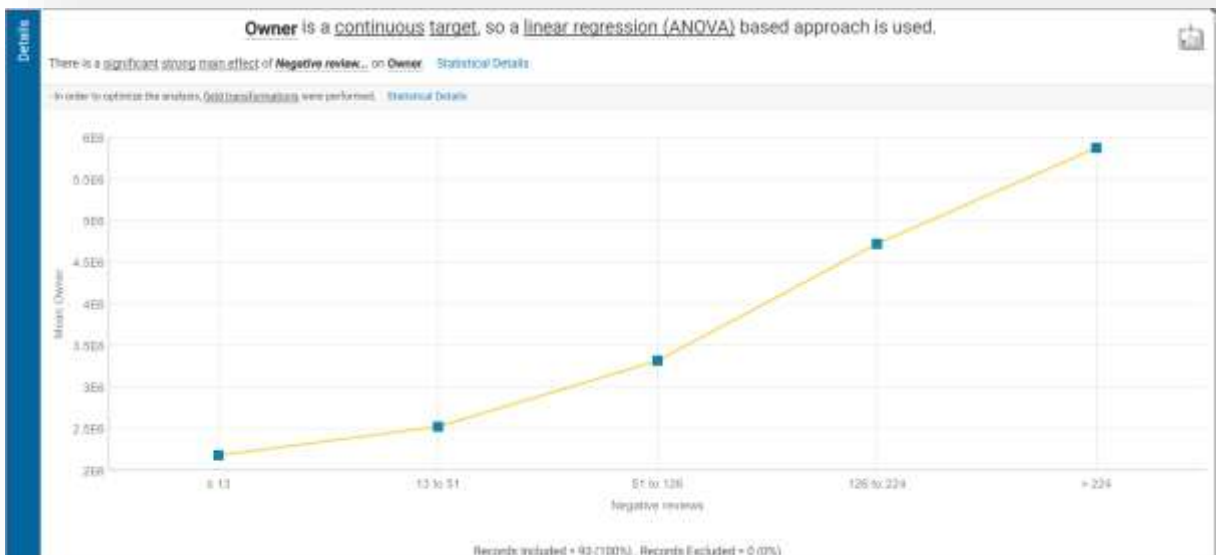 Details
Owner is a continuous target, so a linear regression (ANOVA) based approach is used.
There is a significant strong main effect of Negative review... on Owner. Statistical Details
- In order to optimize the analysis, field transformations were performed. Statistical Details
6E6
5.5E6
5E6
4.5E6
4E6
3.5E6
3E6
2.5E6
2E6
Mean Owner
≤ 13
13 to 51
51 to 126
126 to 224
> 224
Negative reviews
Records Included = 93 (100%), Records Excluded = 0 (0%)